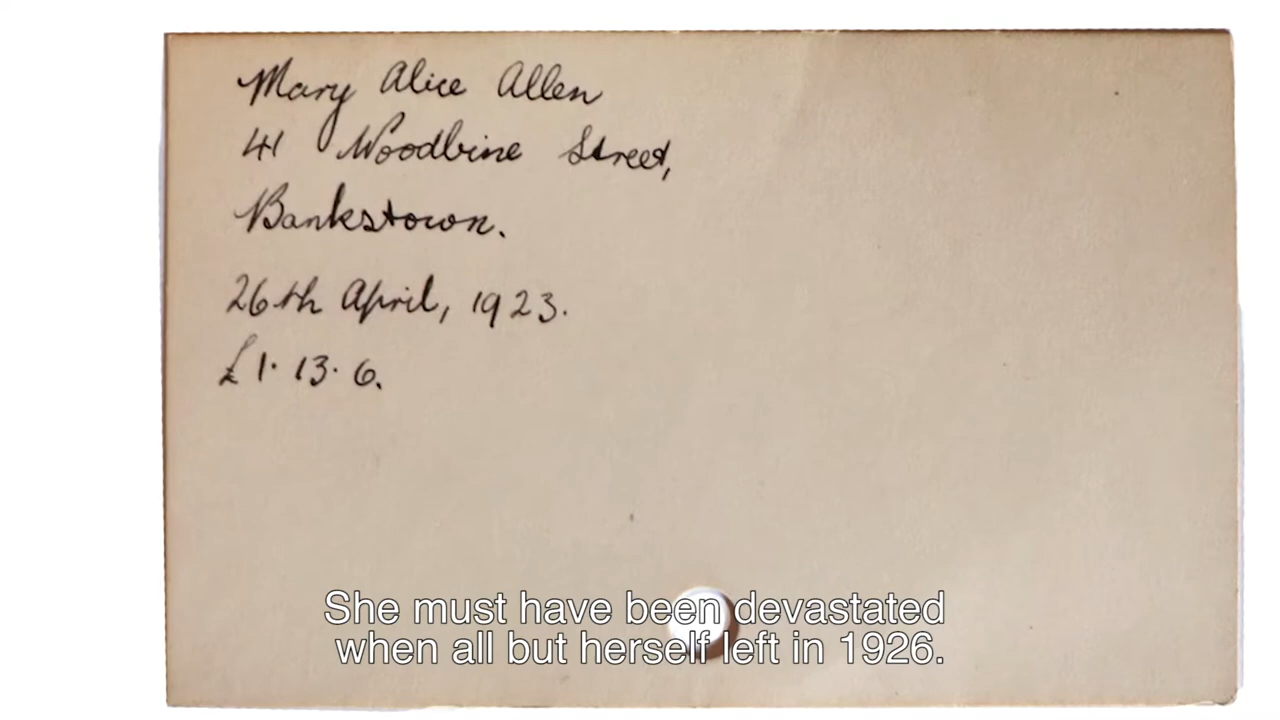 Mary Alice Allen
41 Woodbine Street,
Bankstown.
26th April, 1923.
£1. 13. 6.
She must have been devastated
when all but herself left in 1926.